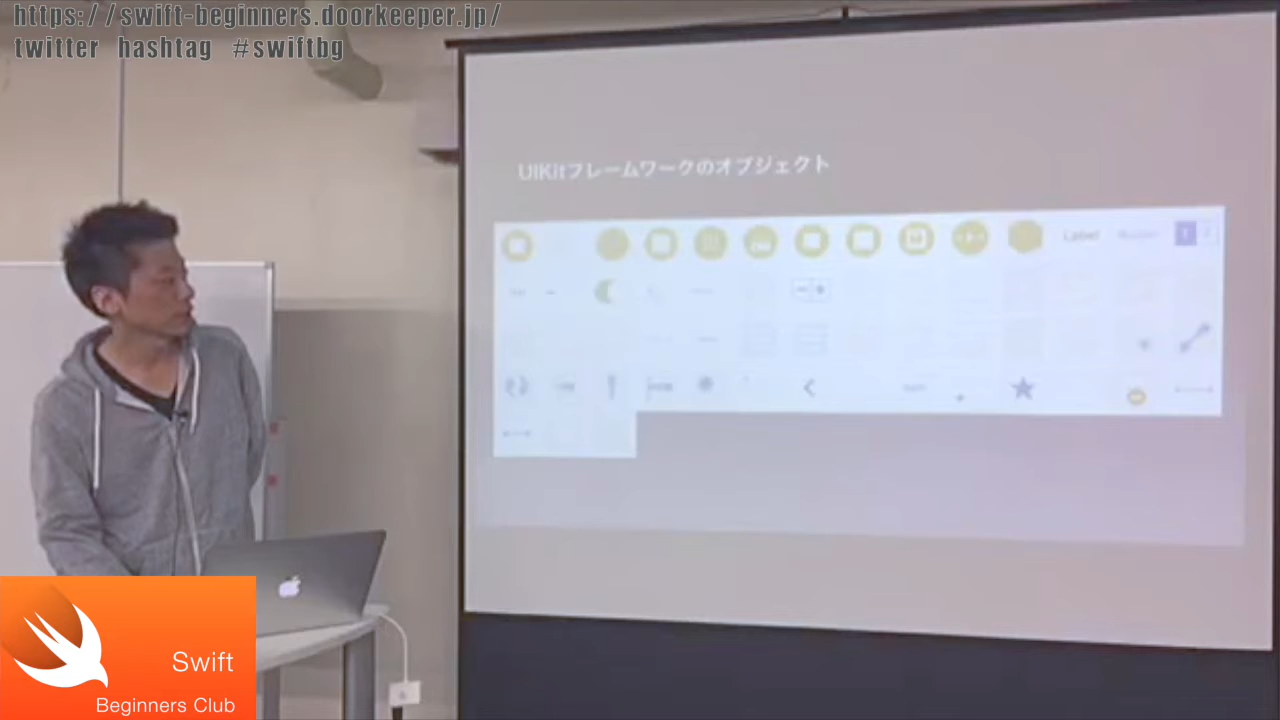 https://swift-beginners.doorkeeper.jp/
twitter hashtag #swiftbg
UIKitフレームワークのオブジェクト
Label
Swift
Beginners Club